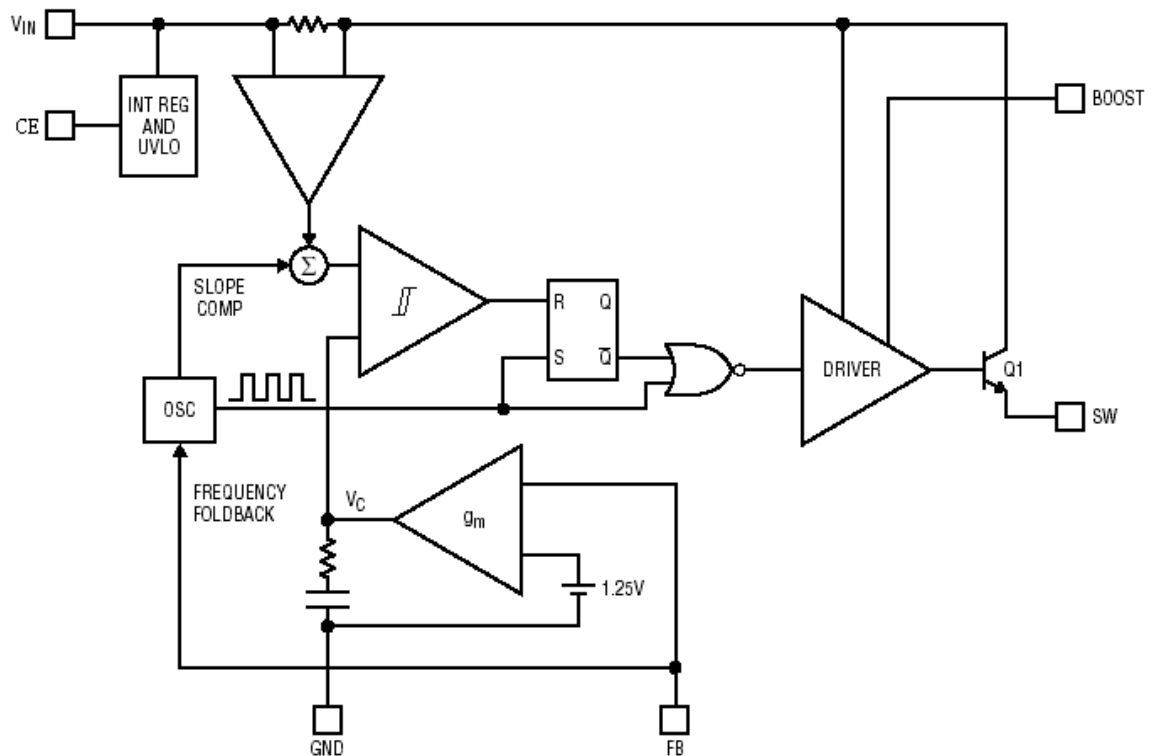 VIN
CE
INT REG
AND
UVLO
BOOST
Σ
SLOPE
COMP
R
Q
S
Q̅
DRIVER
Q1
SW
OSC
FREQUENCY
FOLDBACK
VC
gm
1.25V
GND
FB